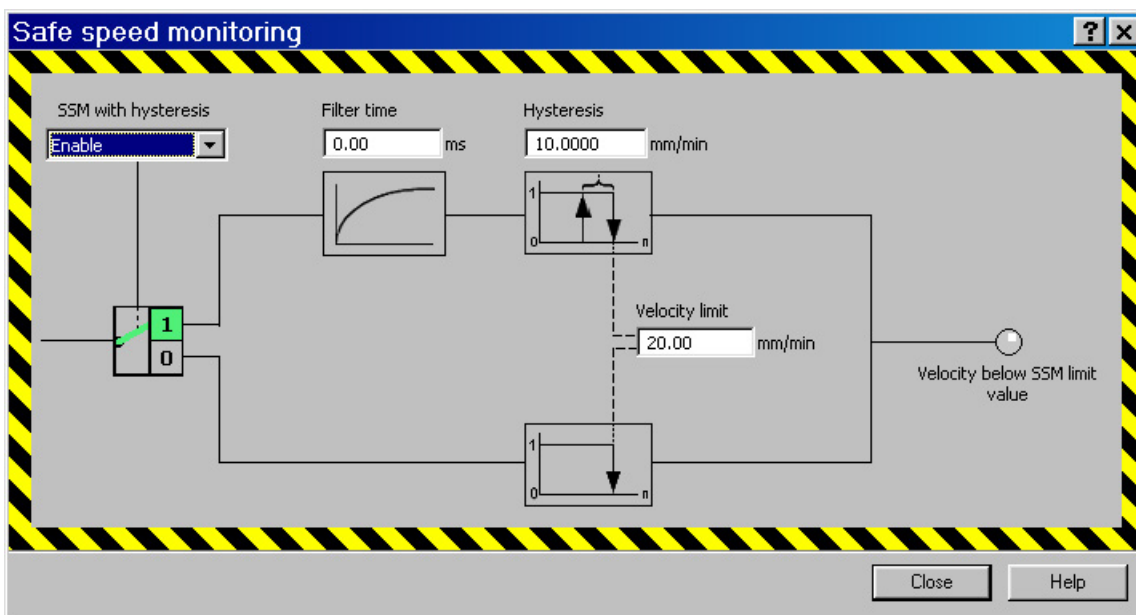 Safe speed monitoring
SSM with hysteresis
Enable
Filter time
0.00 ms
Hysteresis
10.0000 mm/min
1
0 n
1
0
Velocity limit
20.00 mm/min
Velocity below SSM limit
value
1
0 n
Close
Help